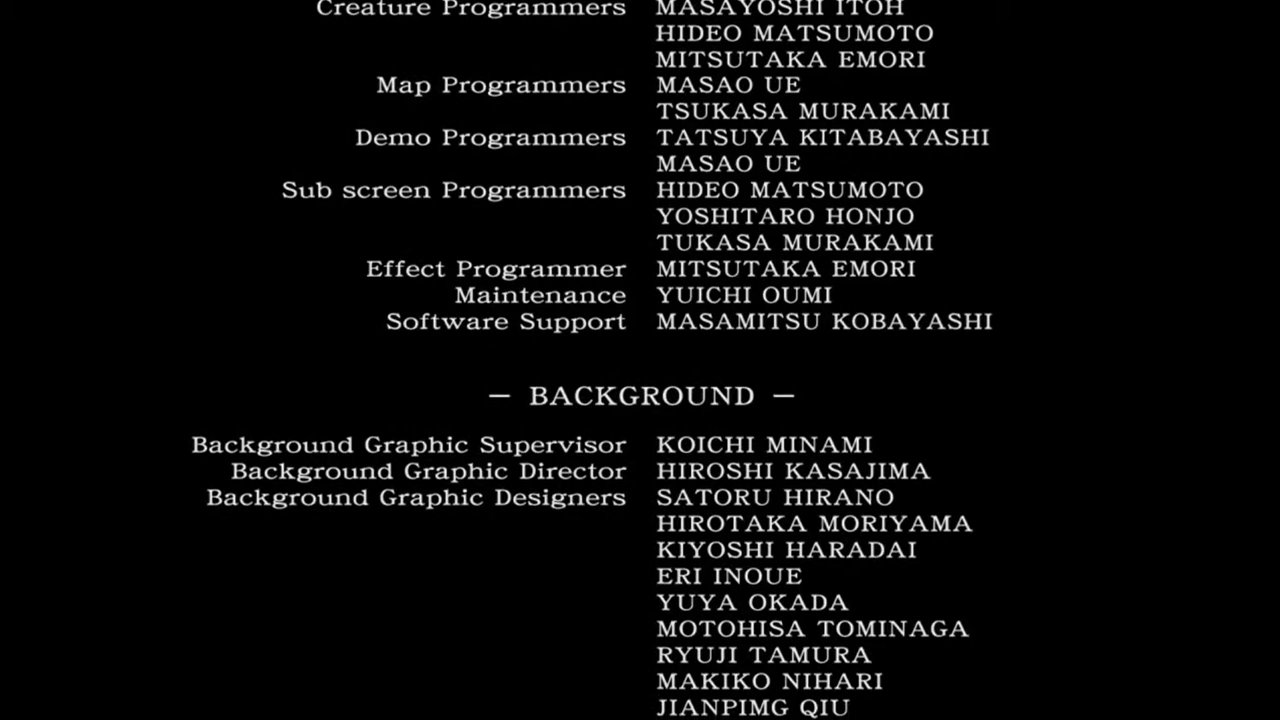 Creature Programmers MASAYOSHI ITOH
HIDEO MATSUMOTO
MITSUTAKA EMORI
Map Programmers MASAO UE
TSUKASA MURAKAMI
Demo Programmers TATSUYA KITABAYASHI
MASAO UE
Sub screen Programmers HIDEO MATSUMOTO
YOSHITARO HONJO
TUKASA MURAKAMI
Effect Programmer MITSUTAKA EMORI
Maintenance YUICHI OUMI
Software Support MASAMITSU KOBAYASHI
— BACKGROUND —
Background Graphic Supervisor KOICHI MINAMI
Background Graphic Director HIROSHI KASAJIMA
Background Graphic Designers SATORU HIRANO
HIROTAKA MORIYAMA
KIYOSHI HARADAI
ERI INOUE
YUYA OKADA
MOTOHISA TOMINAGA
RYUJI TAMURA
MAKIKO NIHARI
JIANPIMG QIU